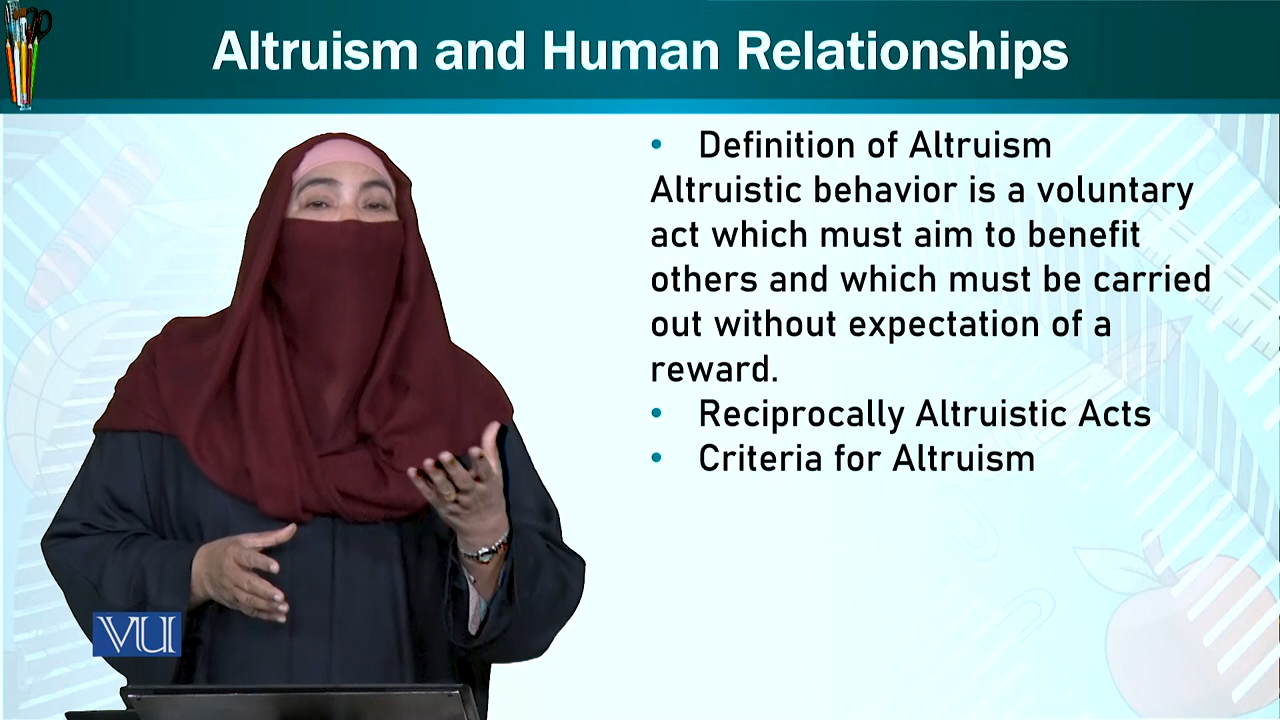 Altruism and Human Relationships
• Definition of Altruism
Altruistic behavior is a voluntary
act which must aim to benefit
others and which must be carried
out without expectation of a
reward.
• Reciprocally Altruistic Acts
• Criteria for Altruism
VU